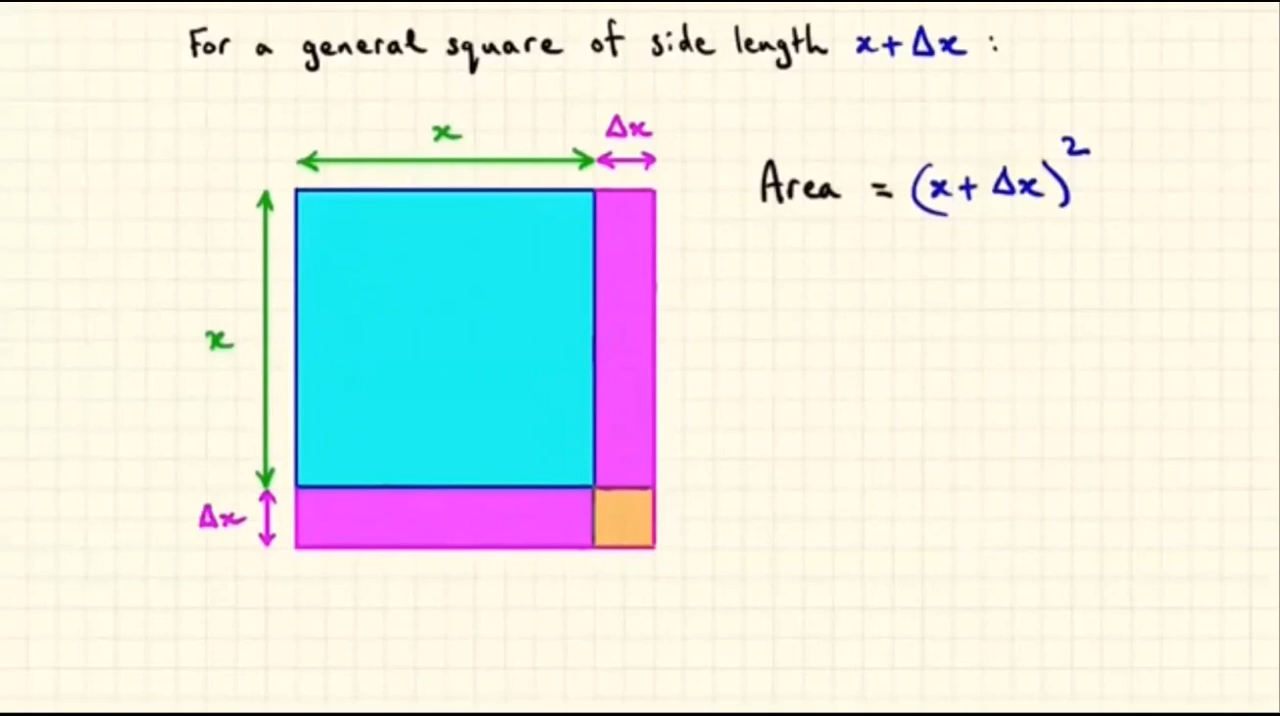 For a general square of side length x + Δx :
x
Δx
Area = (x + Δx)²
x
Δx